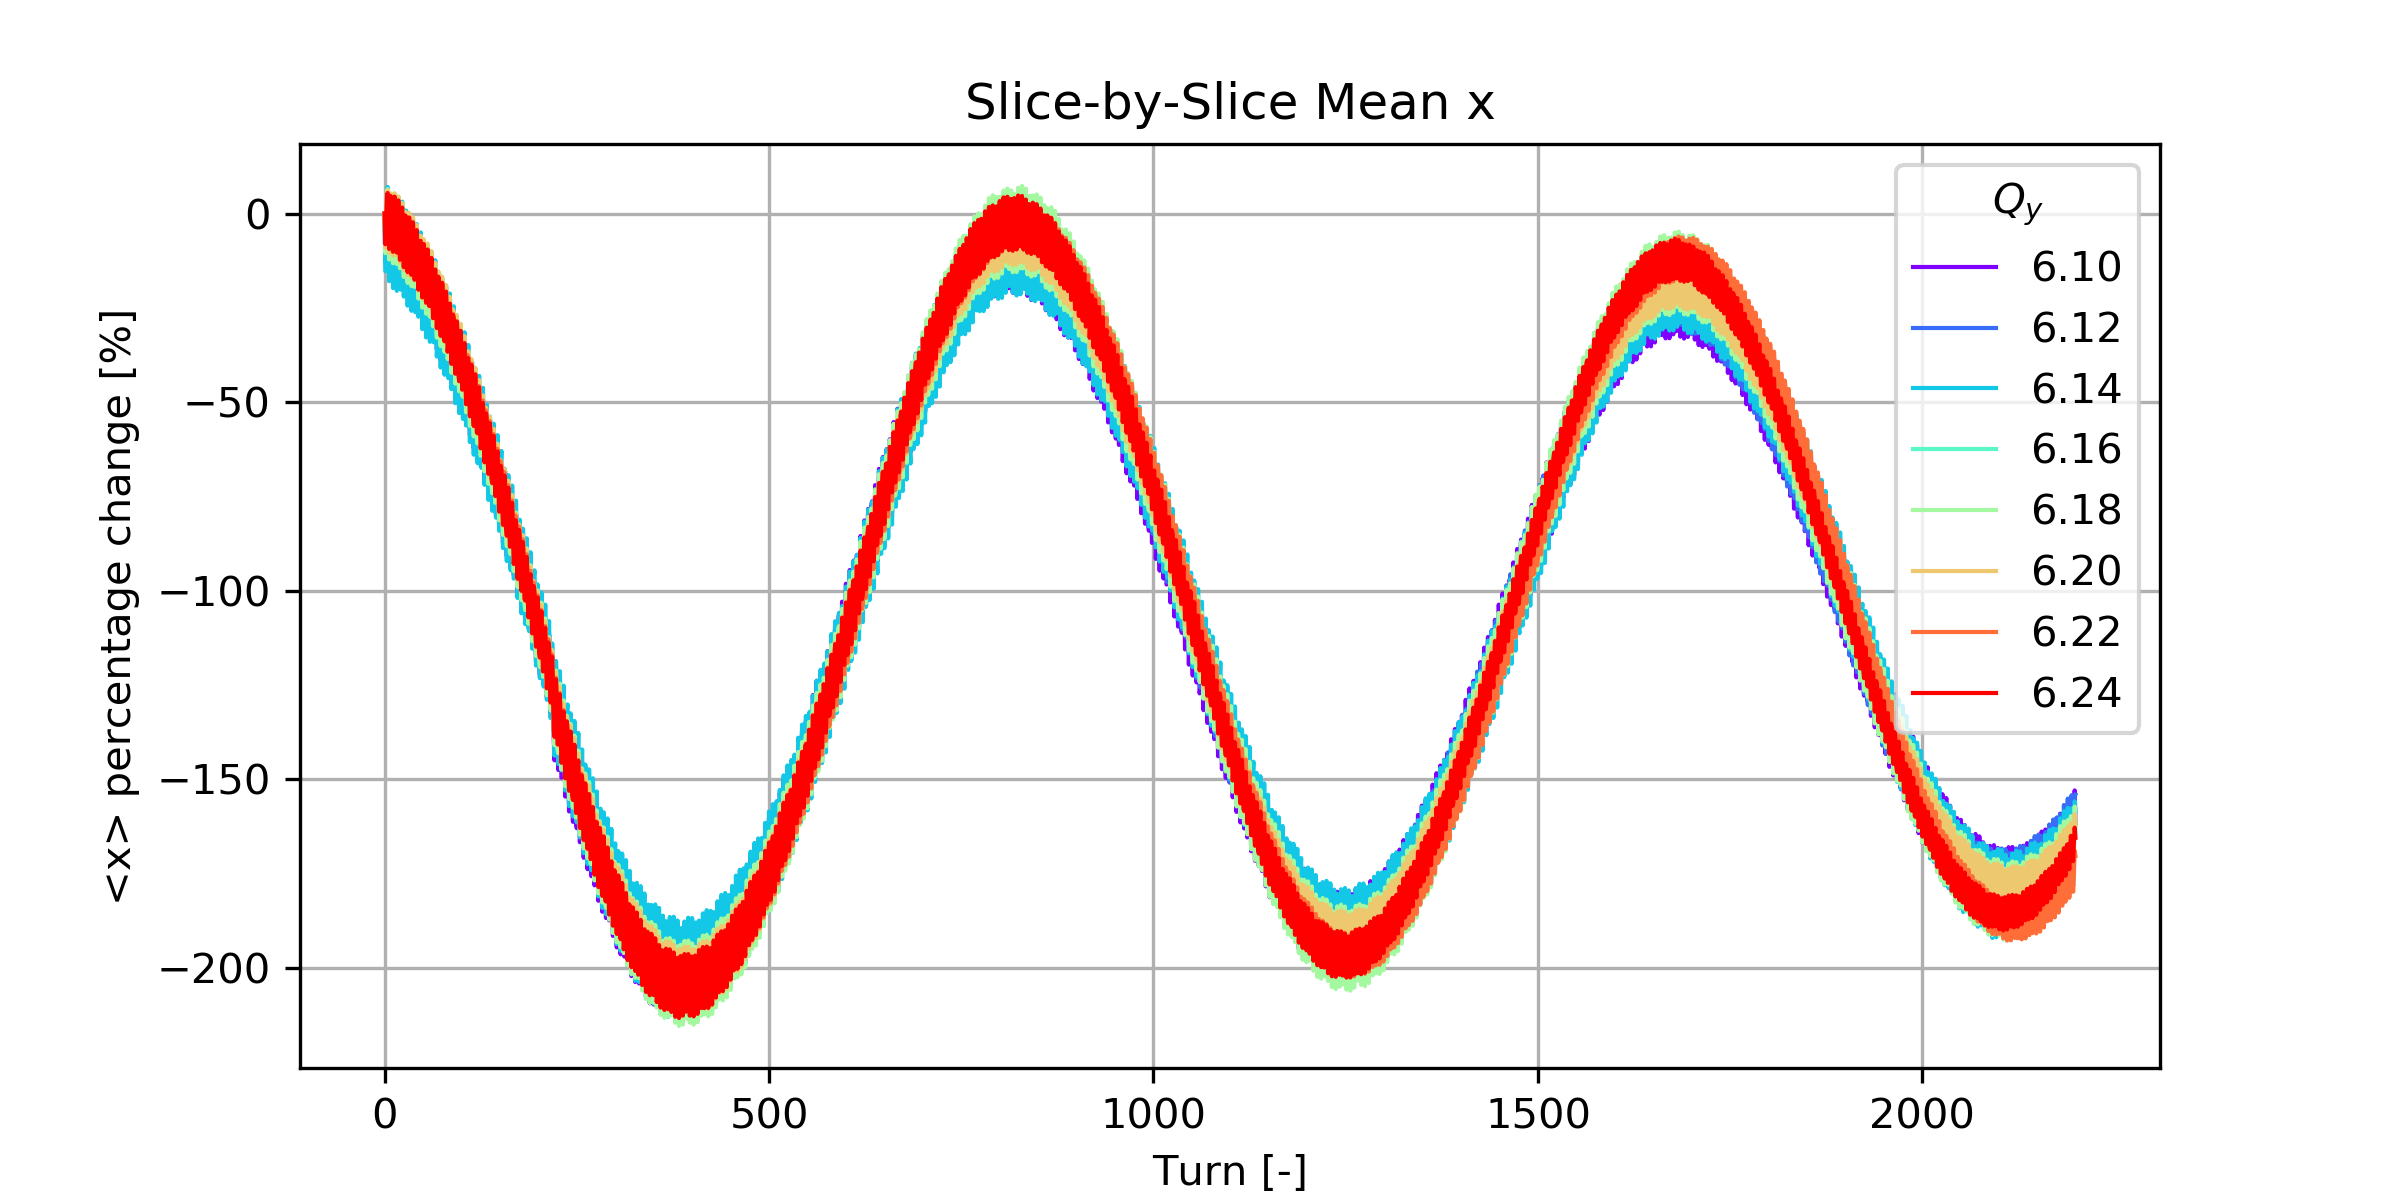 Slice-by-Slice Mean x
<x> percentage change [%]
0
−50
−100
−150
−200
0 500 1000 1500 2000
Turn [-]
Qy
6.10
6.12
6.14
6.16
6.18
6.20
6.22
6.24